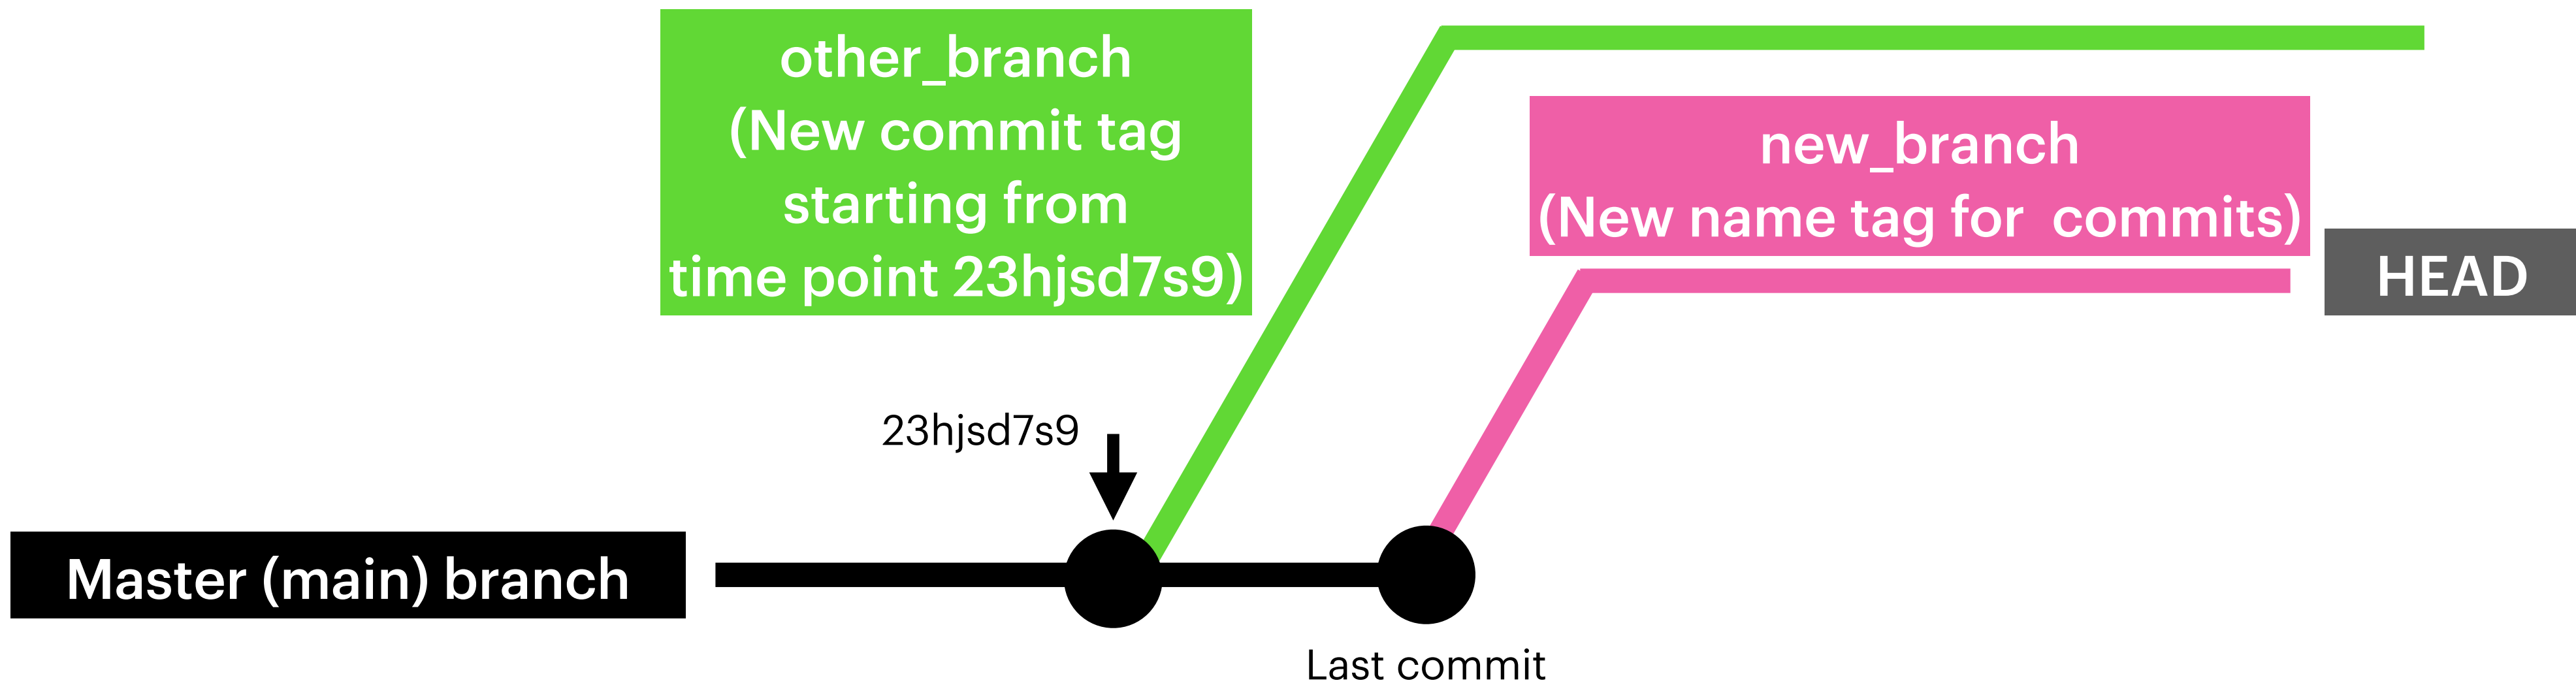 other_branch
(New commit tag
starting from
time point 23hjsd7s9)
new_branch
(New name tag for  commits)
HEAD
23hjsd7s9
Master (main) branch
Last commit